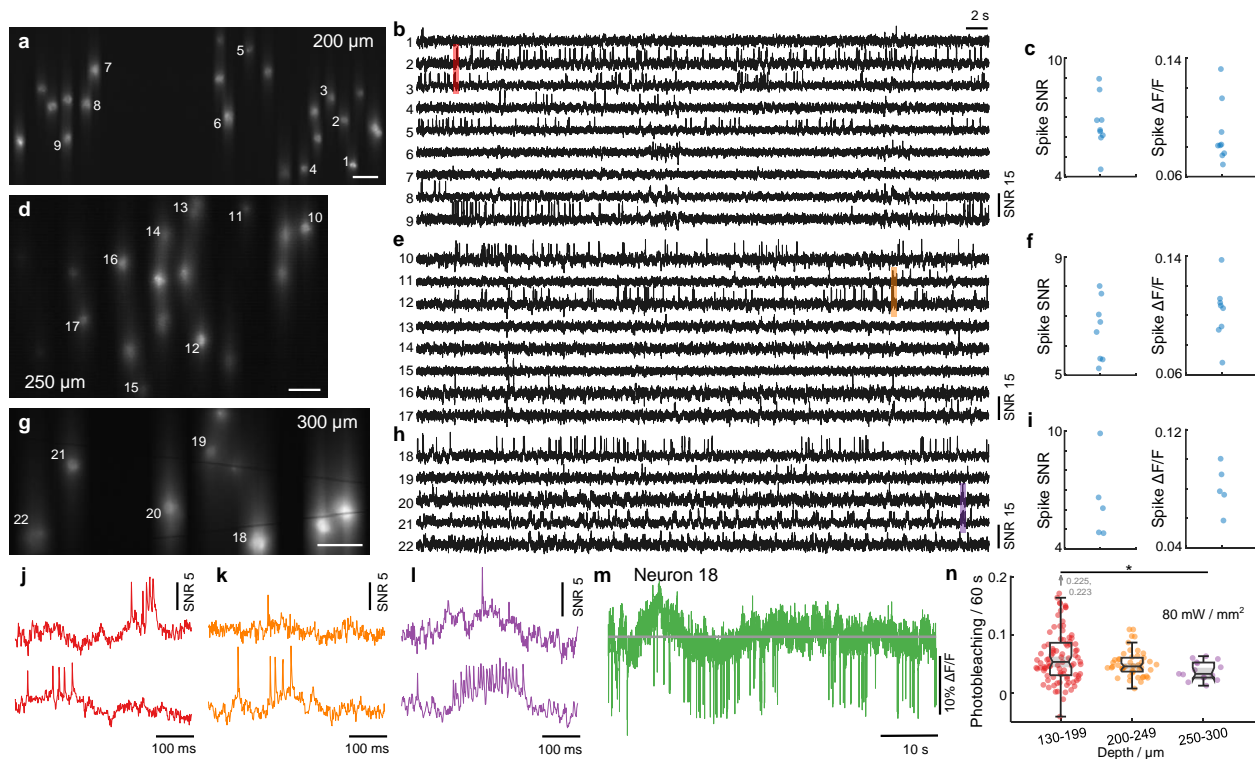 a
200 µm
5
7
3
8
2
6
9
1
4
b
2 s
1
2
3
4
5
6
7
8
9
SNR 15
c
10
Spike SNR
4
0.14
Spike ΔF/F
0.06
d
13
11
10
14
16
17
12
250 µm
15
e
10
11
12
13
14
15
16
17
SNR 15
f
9
Spike SNR
5
0.14
Spike ΔF/F
0.06
g
300 µm
19
21
20
22
18
h
18
19
20
21
22
SNR 15
i
10
Spike SNR
4
0.12
Spike ΔF/F
0.04
j
SNR 5
100 ms
k
SNR 5
100 ms
l
SNR 5
100 ms
m
Neuron 18
10% ΔF/F
10 s
n
*
0.225,
0.223
80 mW / mm²
Photobleaching / 60 s
0.2
0.1
0
130-199
200-249
250-300
Depth / µm